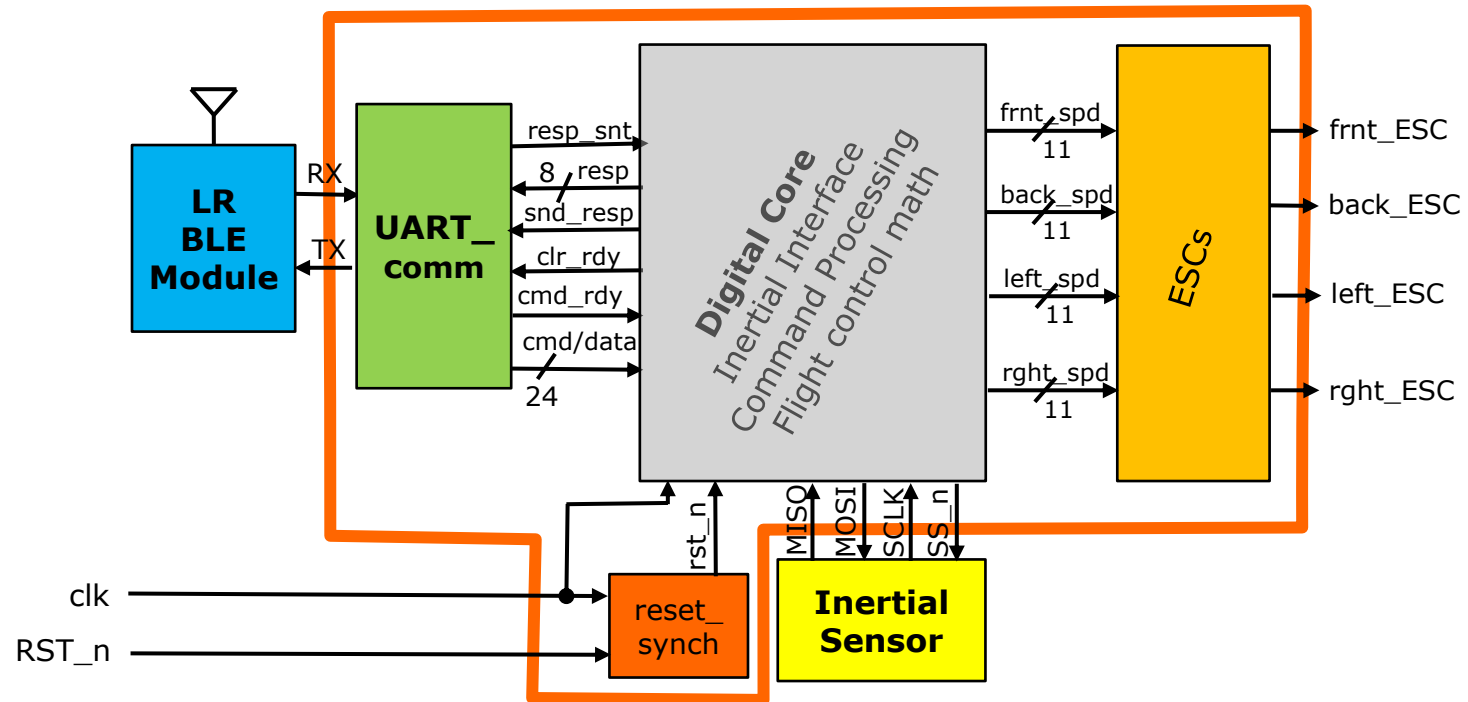 LR
BLE
Module
RX
TX
UART_
comm
resp_snt
8 resp
snd_resp
clr_rdy
cmd_rdy
cmd/data
24
Digital Core
Inertial Interface
Command Processing
Flight control math
frnt_spd
11
back_spd
11
left_spd
11
rght_spd
11
ESCs
frnt_ESC
back_ESC
left_ESC
rght_ESC
clk
RST_n
rst_n
reset_
synch
MISO
MOSI
SCLK
SS_n
Inertial
Sensor